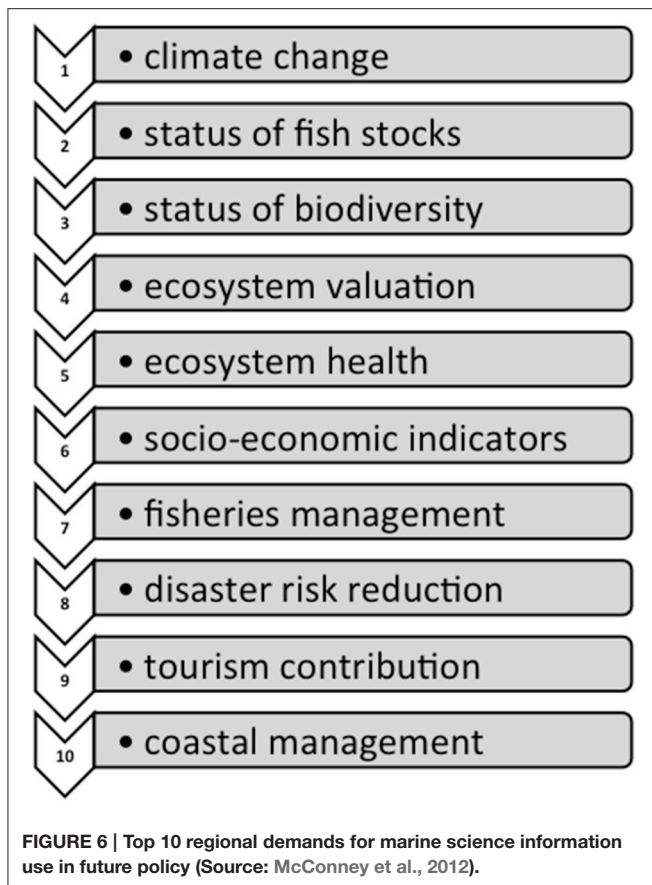 1 • climate change
2 • status of fish stocks
3 • status of biodiversity
4 • ecosystem valuation
5 • ecosystem health
6 • socio-economic indicators
7 • fisheries management
8 • disaster risk reduction
9 • tourism contribution
10 • coastal management
FIGURE 6 | Top 10 regional demands for marine science information
use in future policy (Source: McConney et al., 2012).